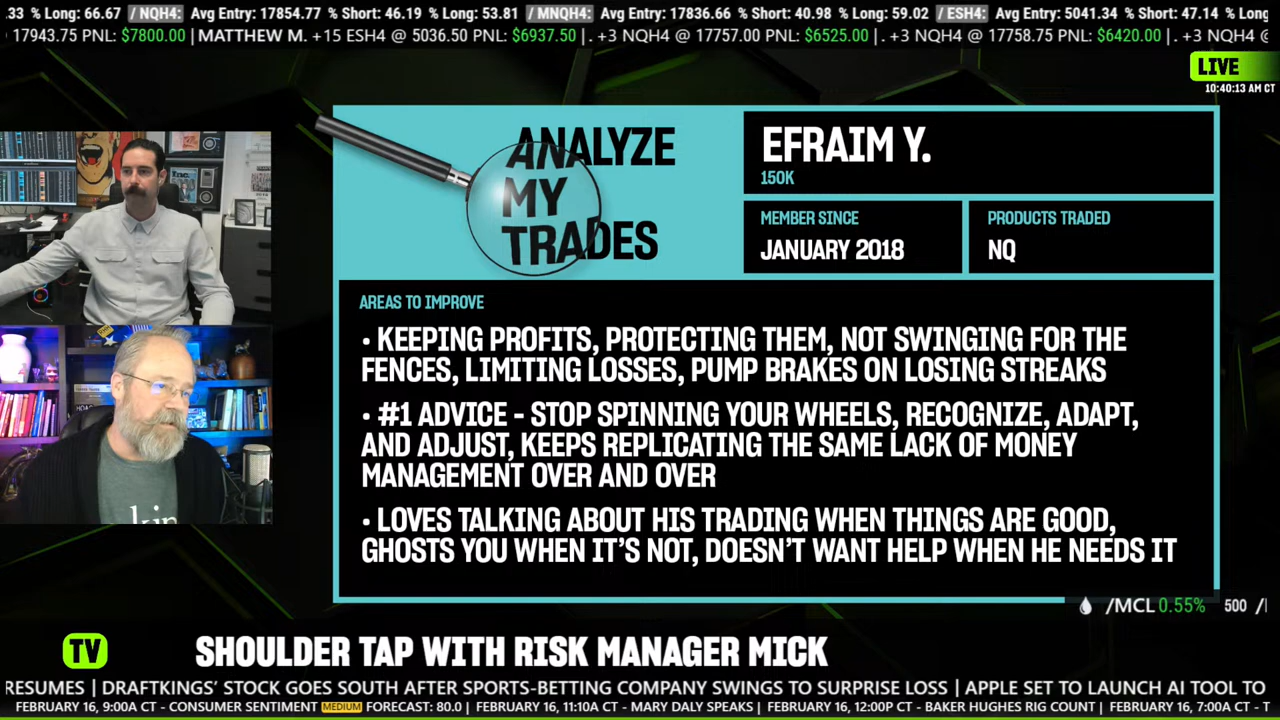 .33 % Long: 66.67 / NQH4: Avg Entry: 17854.77 % Short: 46.19 % Long: 53.81 / MNQH4: Avg Entry: 17836.66 % Short: 40.98 % Long: 59.02 / ESH4: Avg Entry: 5041.34 % Short: 47.14 % Long
17943.75 PNL: $7800.00 | MATTHEW M. +15 ESH4 @ 5036.50 PNL: $6937.50 | . +3 NQH4 @ 17757.00 PNL: $6525.00 | . +3 NQH4 @ 17758.75 PNL: $6420.00 | . +3 NQH4 @
LIVE
10:40:13 AM CT
ANALYZE
MY
TRADES
EFRAIM Y.
150K
MEMBER SINCE
JANUARY 2018
PRODUCTS TRADED
NQ
AREAS TO IMPROVE
• KEEPING PROFITS, PROTECTING THEM, NOT SWINGING FOR THE
FENCES, LIMITING LOSSES, PUMP BRAKES ON LOSING STREAKS
• #1 ADVICE - STOP SPINNING YOUR WHEELS, RECOGNIZE, ADAPT,
AND ADJUST, KEEPS REPLICATING THE SAME LACK OF MONEY
MANAGEMENT OVER AND OVER
• LOVES TALKING ABOUT HIS TRADING WHEN THINGS ARE GOOD,
GHOSTS YOU WHEN IT'S NOT, DOESN'T WANT HELP WHEN HE NEEDS IT
Inc.
/MCL 0.55% 500
TV
SHOULDER TAP WITH RISK MANAGER MICK
RESUMES | DRAFTKINGS' STOCK GOES SOUTH AFTER SPORTS-BETTING COMPANY SWINGS TO SURPRISE LOSS | APPLE SET TO LAUNCH AI TOOL TO
FEBRUARY 16, 9:00A CT - CONSUMER SENTIMENT MEDIUM FORECAST: 80.0 | FEBRUARY 16, 11:10A CT - MARY DALY SPEAKS | FEBRUARY 16, 12:00P CT - BAKER HUGHES RIG COUNT | FEBRUARY 16, 7:00A CT - T